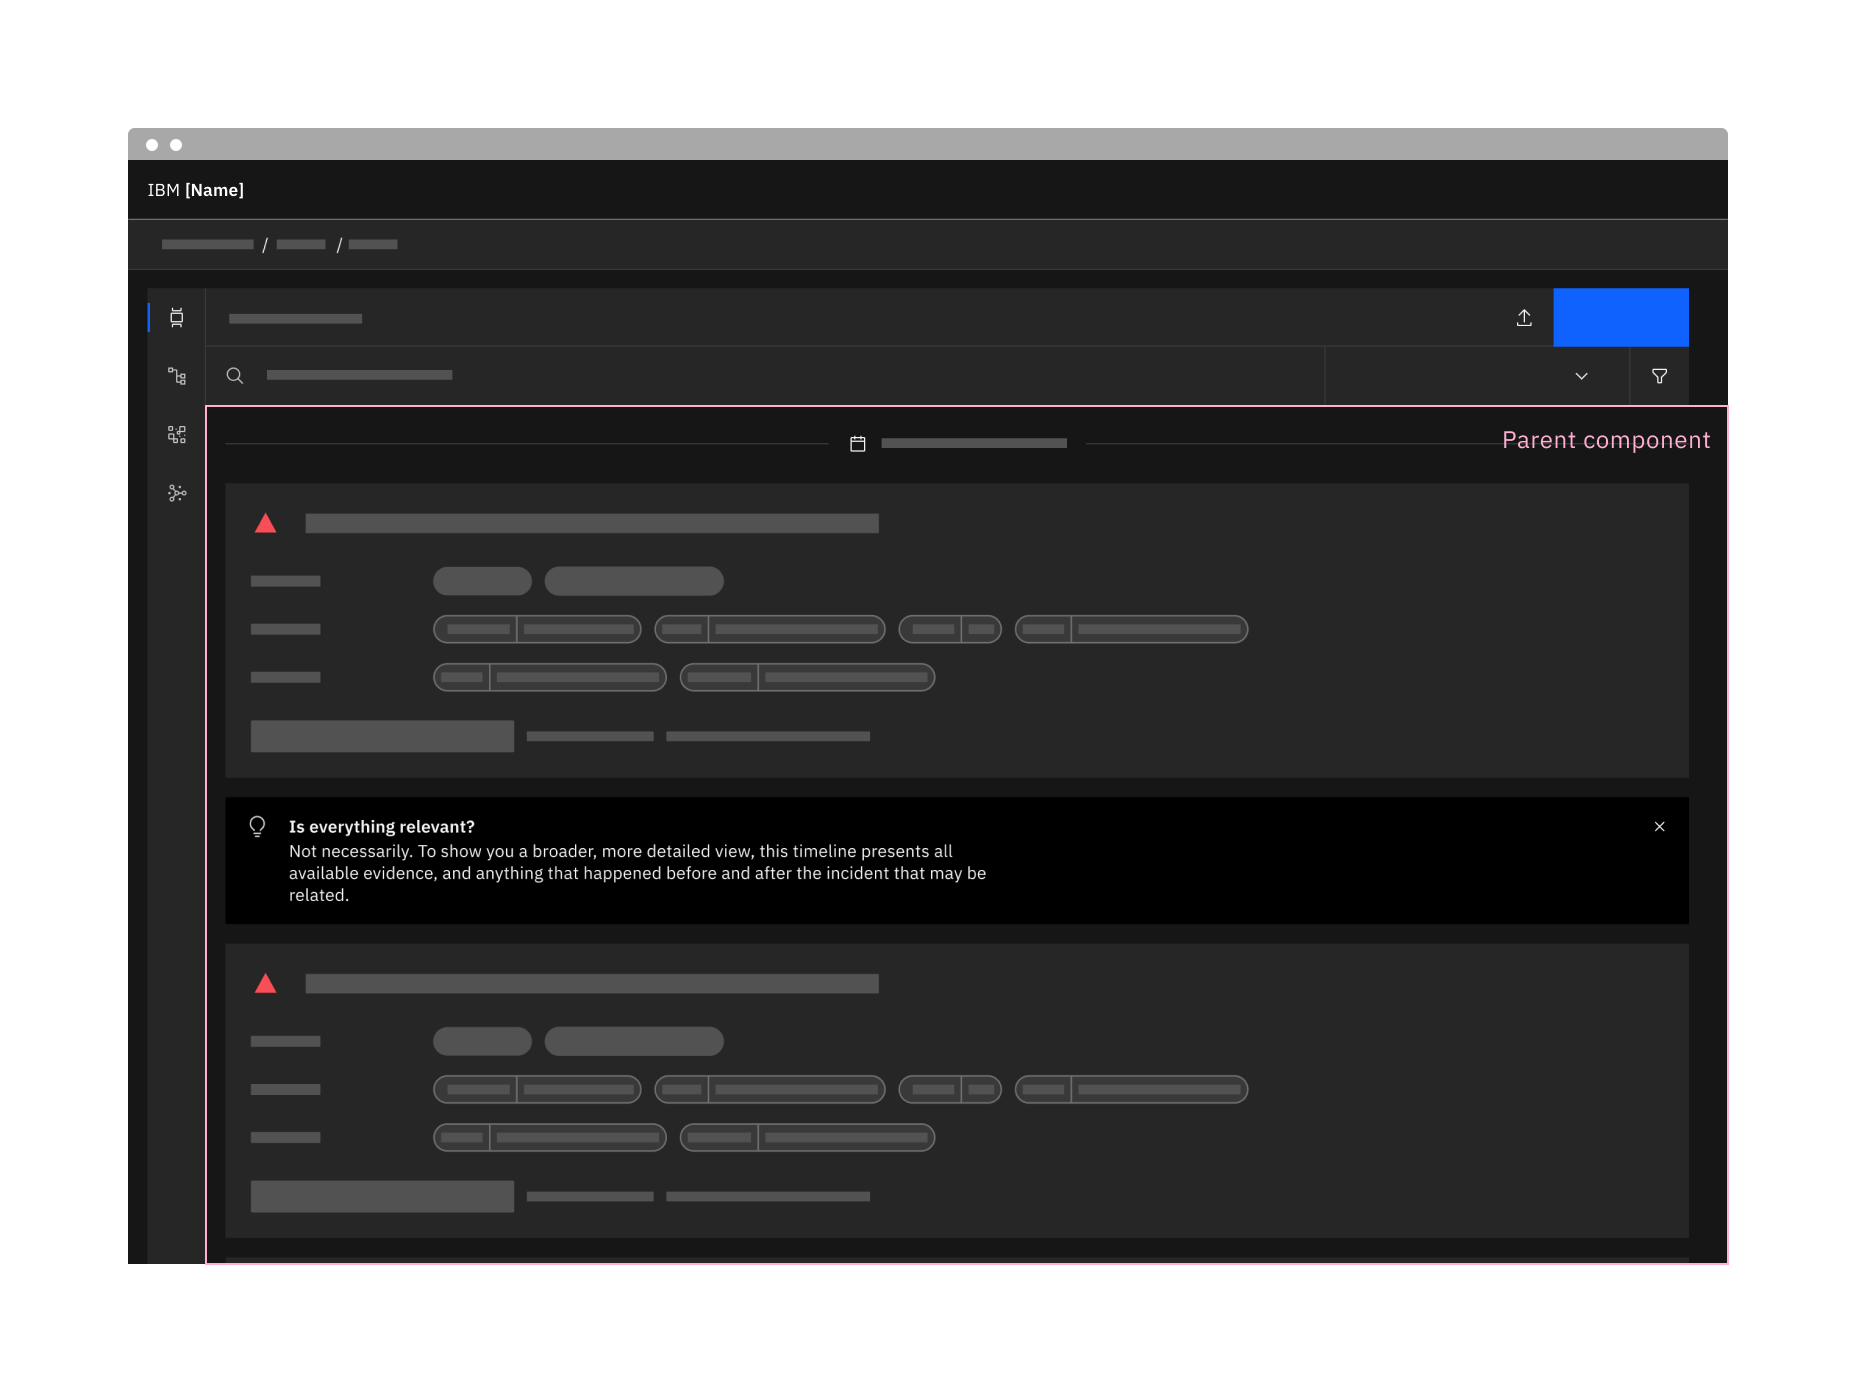 IBM [Name]
/ /
Parent component
Is everything relevant?
Not necessarily. To show you a broader, more detailed view, this timeline presents all
available evidence, and anything that happened before and after the incident that may be
related.